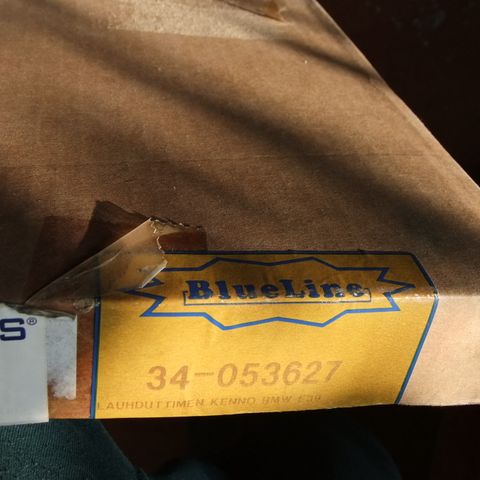 BlueLine
S®
34-053627
LAUHDUTTIMEN KENNO BMW E39